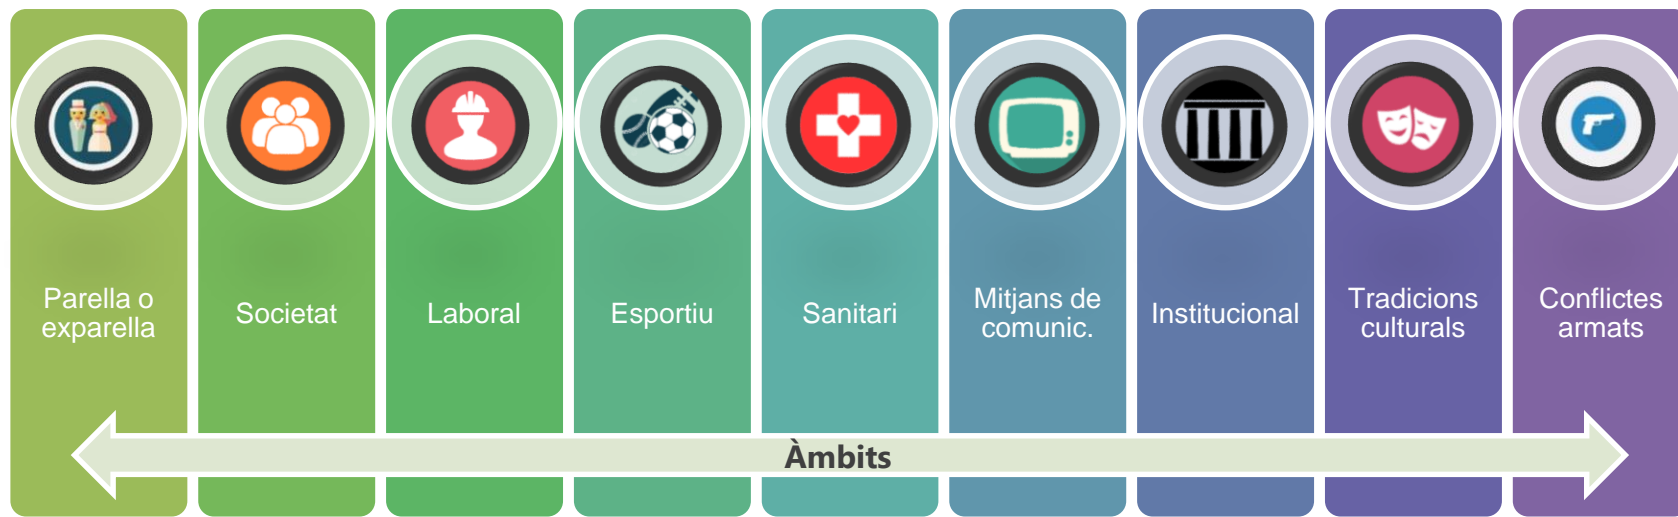 Parella o
exparella
Societat
Laboral
Esportiu
Sanitari
Mitjans de
comunic.
Institucional
Tradicions
culturals
Conflictes
armats
Àmbits